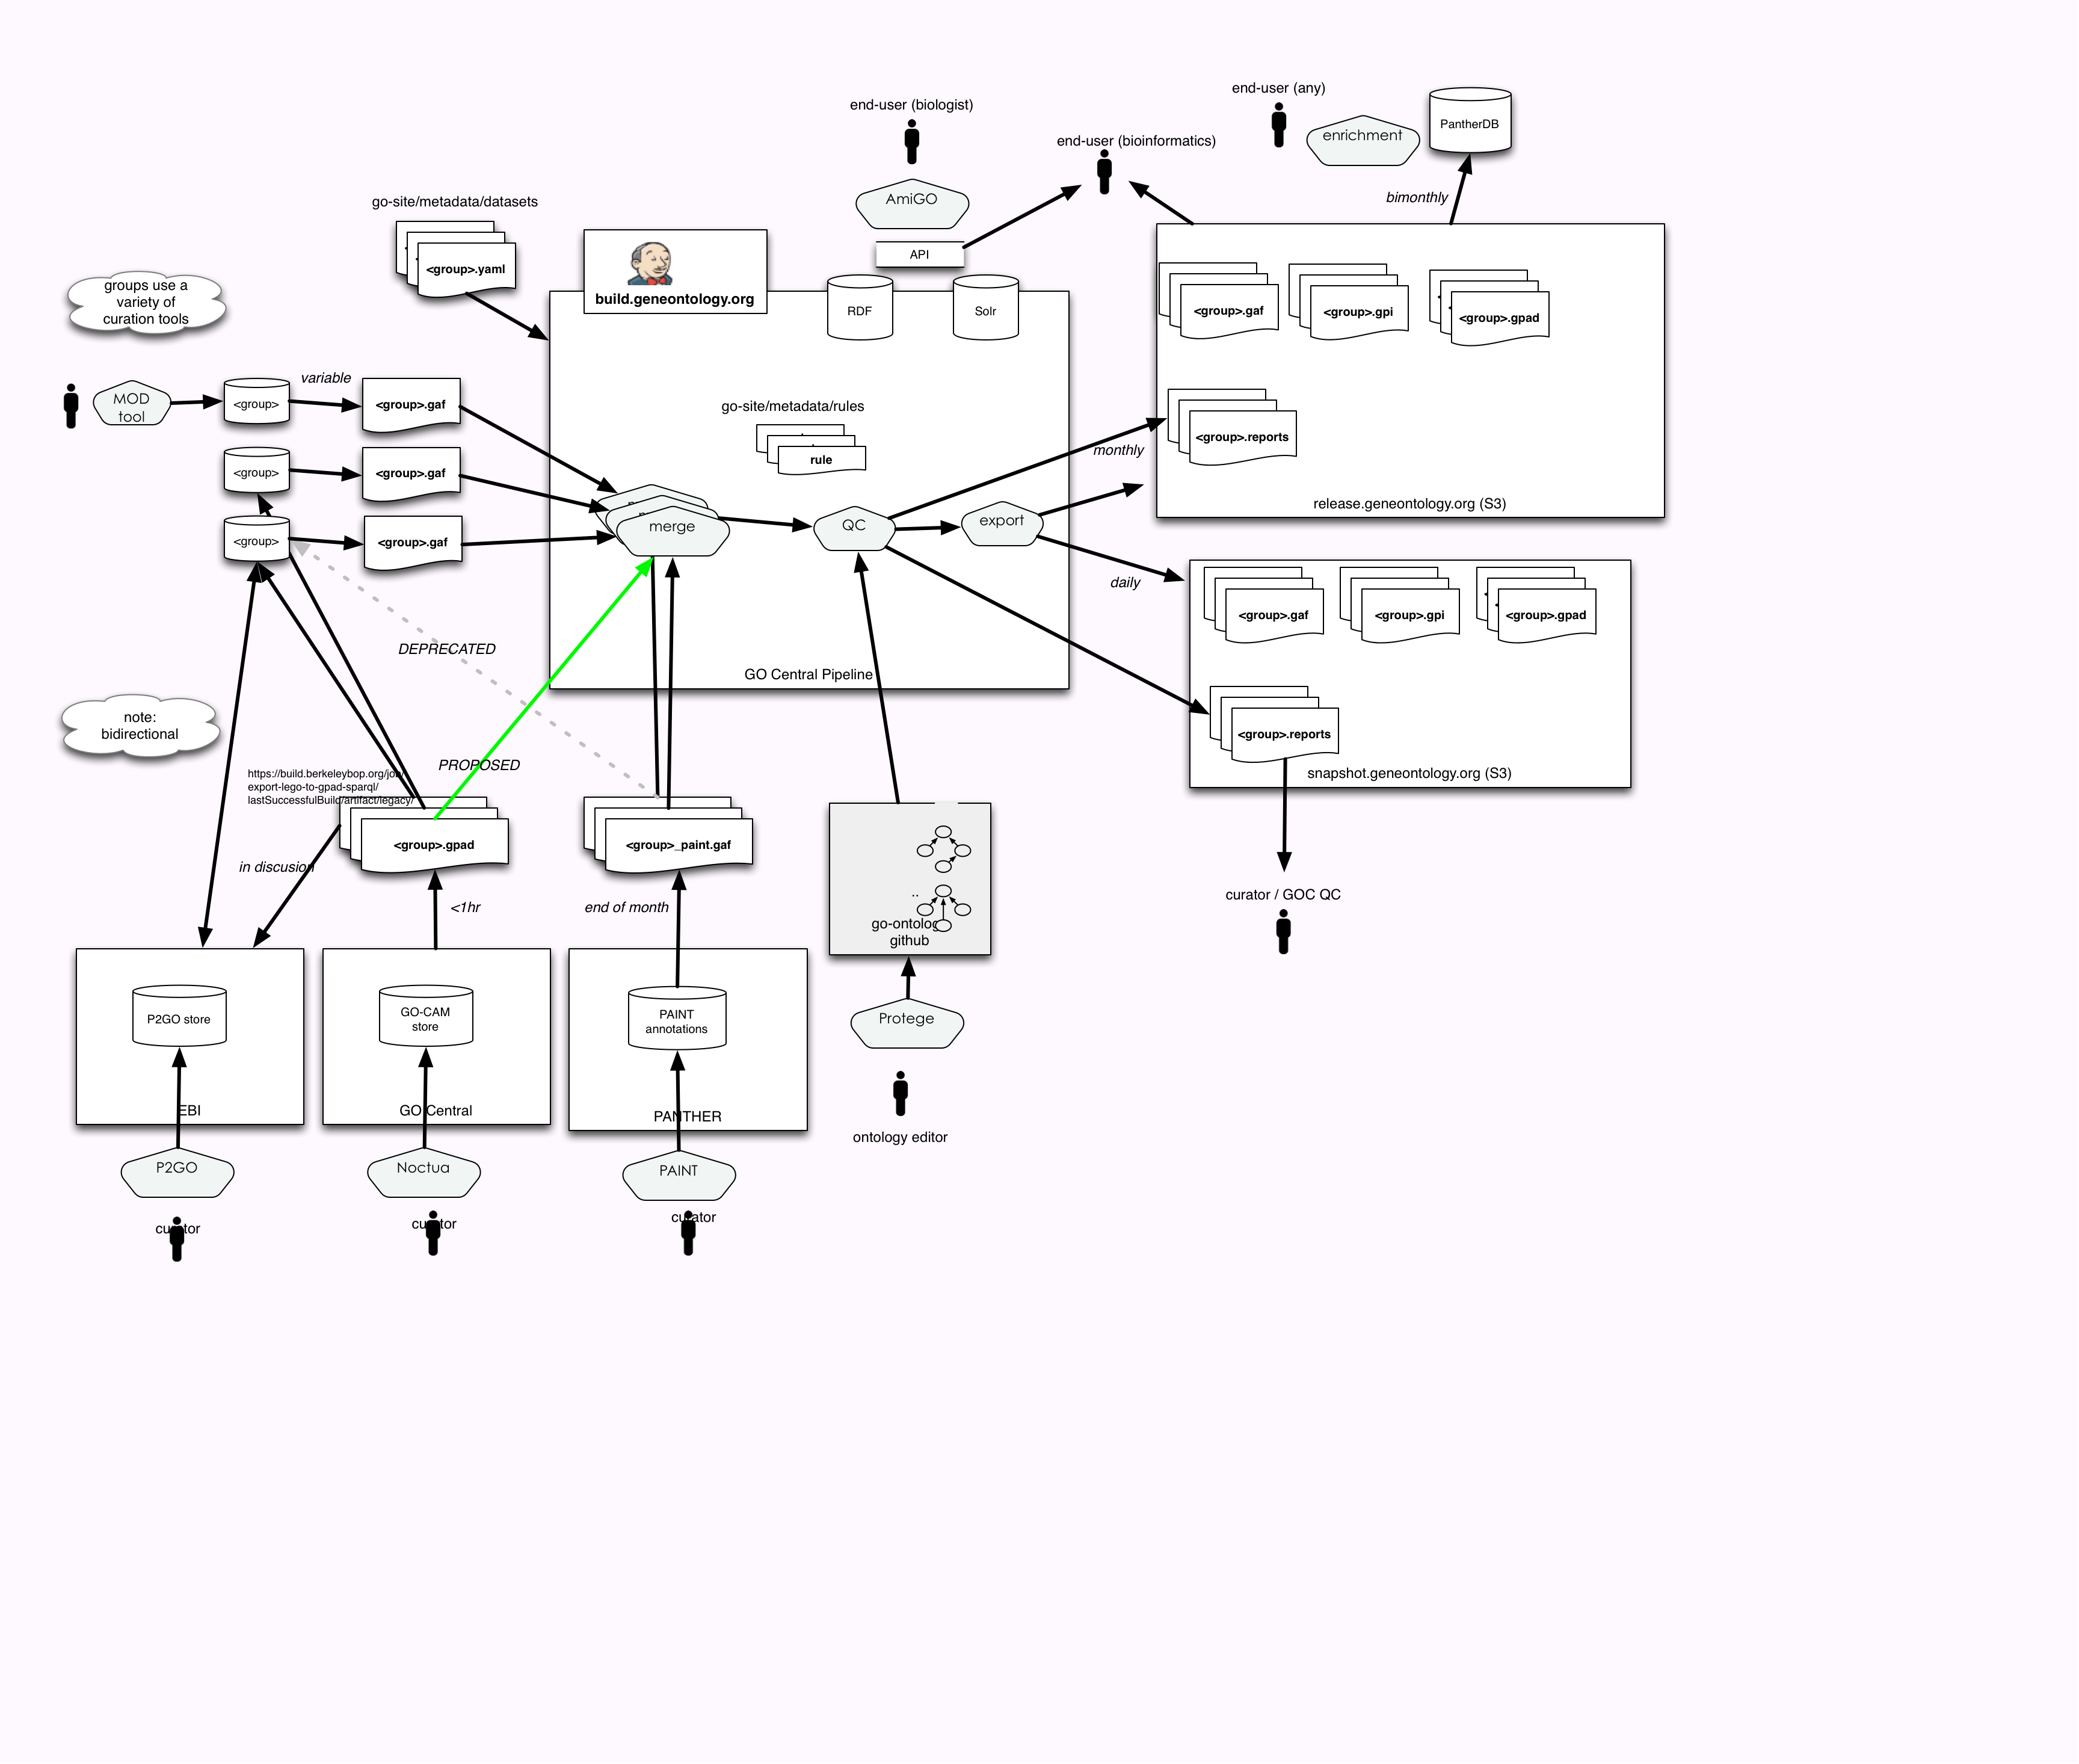 end-user (any)
PantherDB
end-user (biologist)
enrichment
end-user (bioinformatics)
bimonthly
AmiGO
go-site/metadata/datasets
API
<group>.yaml
build.geneontology.org
RDF
Solr
groups use a
variety of
curation tools
<group>.gaf
<group>.gpi
<group>.gpad
variable
MOD
tool
<group>
<group>.gaf
go-site/metadata/rules
rule
<group>.reports
monthly
<group>
<group>.gaf
release.geneontology.org (S3)
merge
QC
export
<group>
<group>.gaf
daily
<group>.gaf
<group>.gpi
<group>.gpad
DEPRECATED
GO Central Pipeline
note:
bidirectional
<group>.reports
snapshot.geneontology.org (S3)
PROPOSED
https://build.berkeleybop.org/job/
export-lego-to-gpad-sparql/
lastSuccessfulBuild/artifact/legacy/
<group>.gpad
<group>_paint.gaf
in discusion
<1hr
end of month
..
go-ontolog
github
curator / GOC QC
P2GO store
GO-CAM
store
PAINT
annotations
Protege
EBI
GO Central
PANTHER
ontology editor
P2GO
Noctua
PAINT
curator
curator
curator